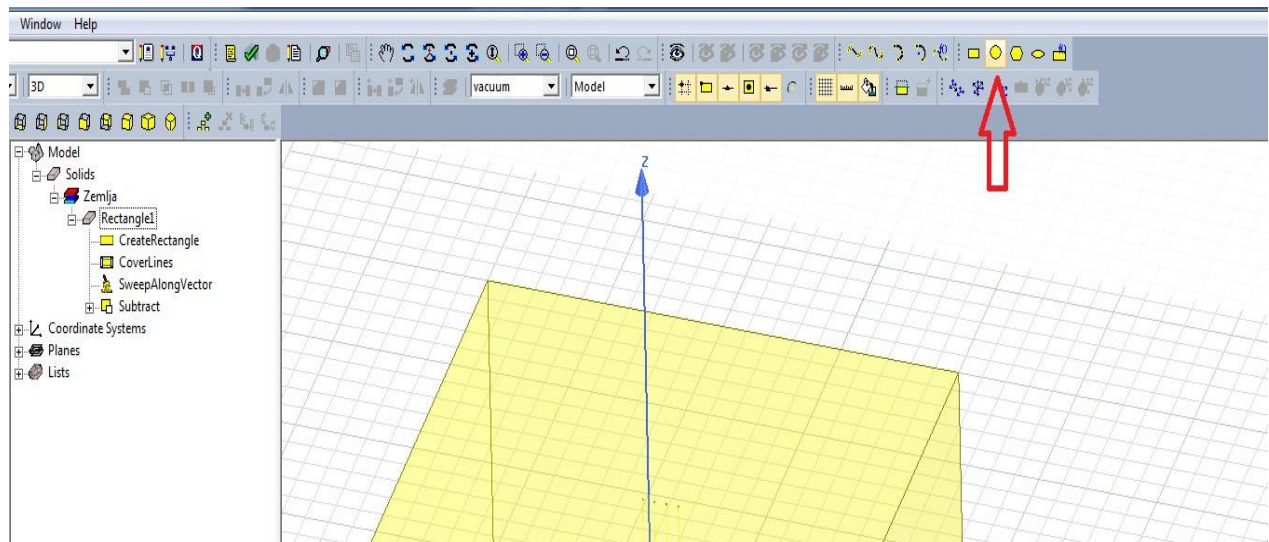 Window Help
3D
vacuum
Model
Model
Solids
Zemlja
Rectangle1
CreateRectangle
CoverLines
SweepAlongVector
Subtract
Coordinate Systems
Planes
Lists
Z